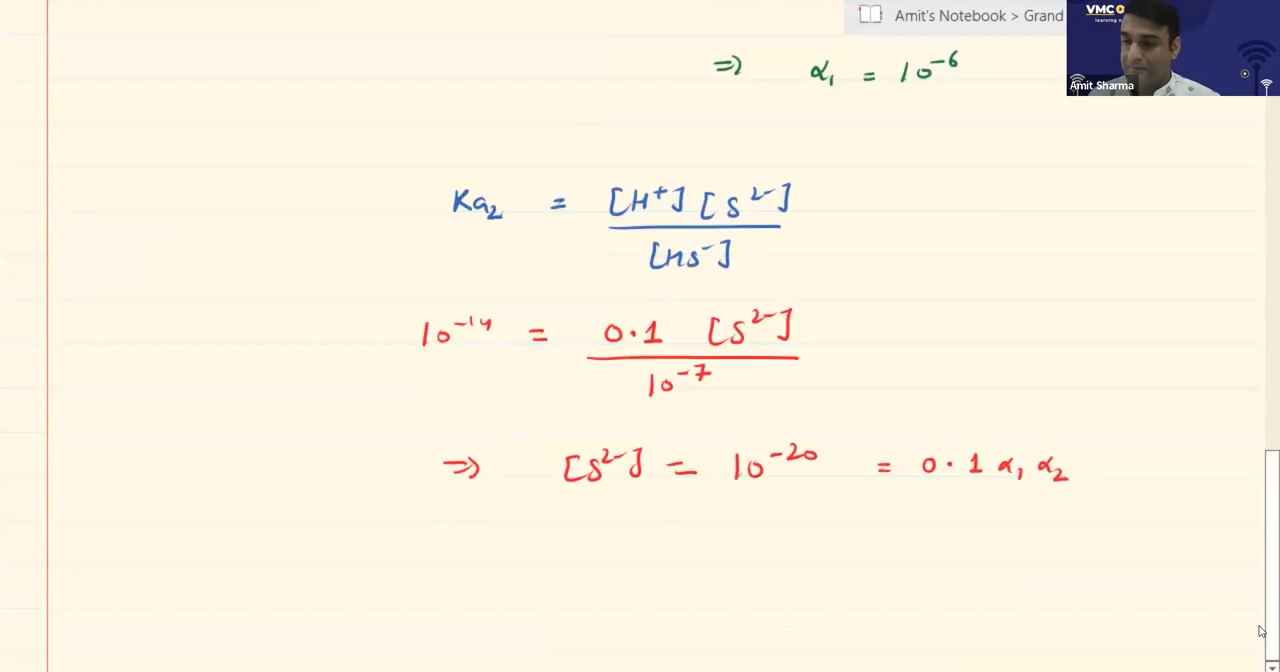 Amit's Notebook > Grand
VMC
learning
Amit Sharma
⇒ α₁ = 10⁻⁶
Ka₂ = [H⁺] [S²⁻] / [HS⁻]
10⁻¹⁴ = 0.1 [S²⁻] / 10⁻⁷
⇒ [S²⁻] = 10⁻²⁰ = 0.1 α₁ α₂